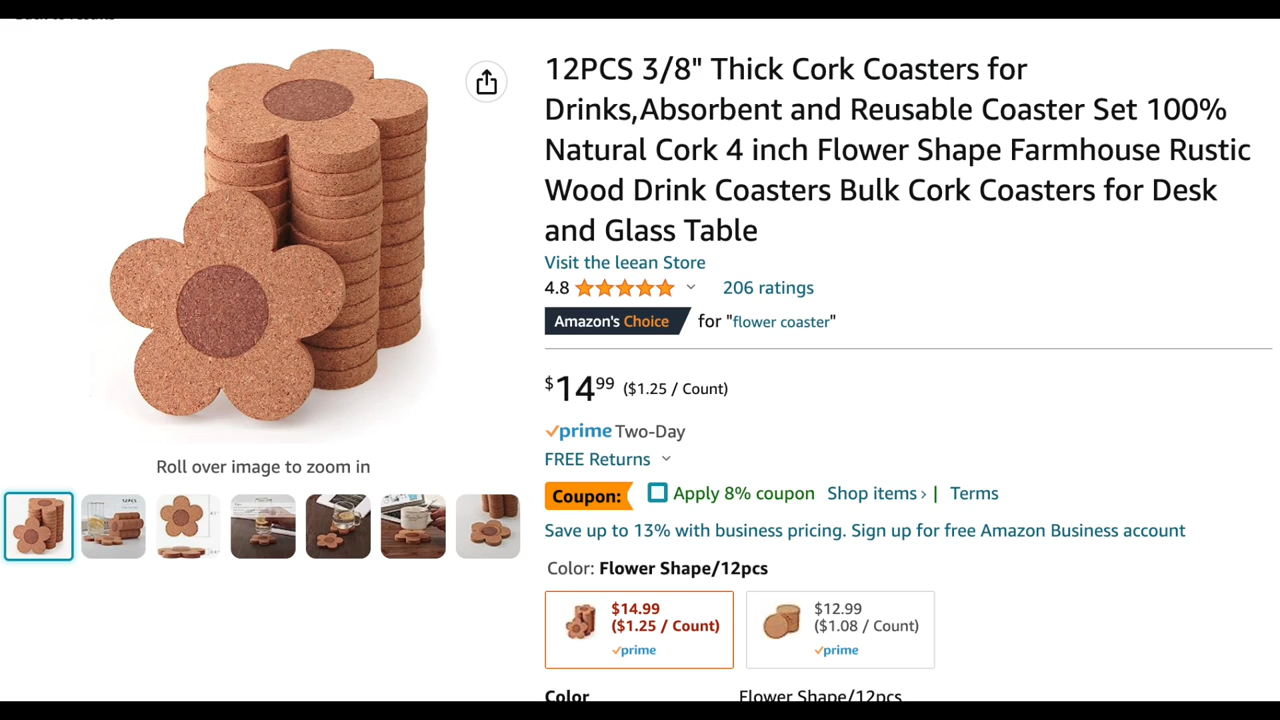 12PCS 3/8" Thick Cork Coasters for
Drinks,Absorbent and Reusable Coaster Set 100%
Natural Cork 4 inch Flower Shape Farmhouse Rustic
Wood Drink Coasters Bulk Cork Coasters for Desk
and Glass Table
Visit the leean Store
4.8 206 ratings
Amazon's Choice for "flower coaster"
$14 99 ($1.25 / Count)
prime Two-Day
FREE Returns
Coupon: Apply 8% coupon Shop items › | Terms
Save up to 13% with business pricing. Sign up for free Amazon Business account
Color: Flower Shape/12pcs
$14.99
($1.25 / Count)
prime
$12.99
($1.08 / Count)
prime
Color Flower Shape/12pcs
Roll over image to zoom in
12PCS